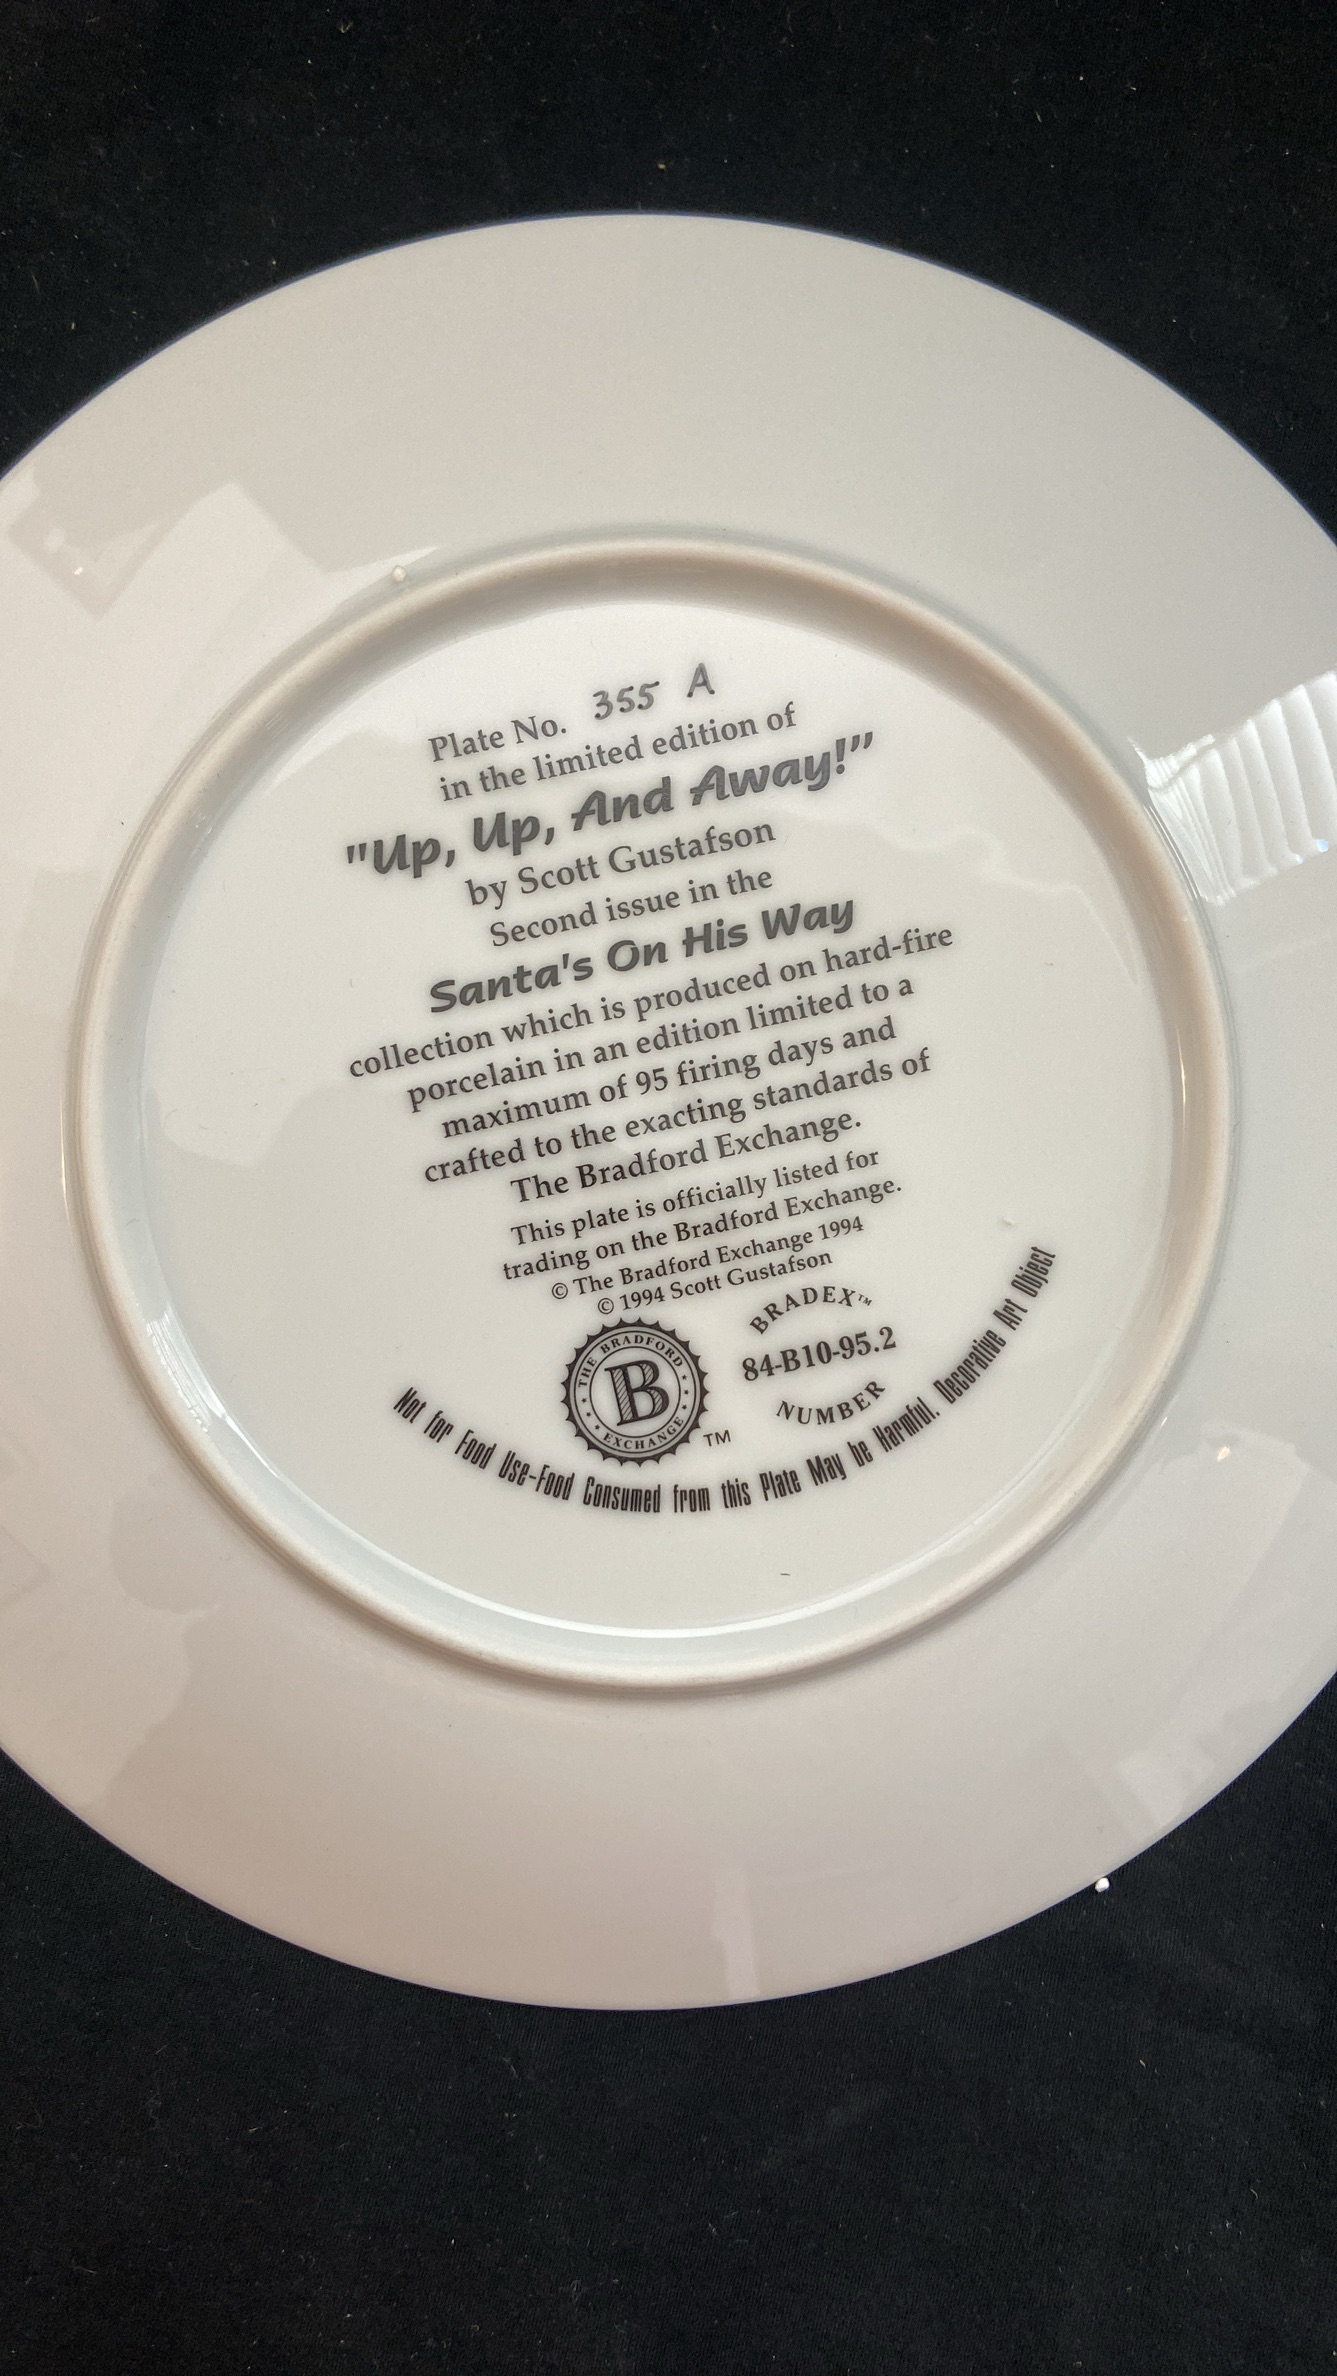 Plate No. 355 A
in the limited edition of
"Up, Up, And Away!”
by Scott Gustafson
Second issue in the
Santa's On His Way
collection which is produced on hard-fire
porcelain in an edition limited to a
maximum of 95 firing days and
crafted to the exacting standards of
The Bradford Exchange.
This plate is officially listed for
trading on the Bradford Exchange.
© The Bradford Exchange 1994
© 1994 Scott Gustafson
THE BRADFORD
B
EXCHANGE
TM
BRADEX™
84-B10-95.2
NUMBER
Not for Food Use-Food Consumed from this Plate May be Harmful. Decorative Art Object